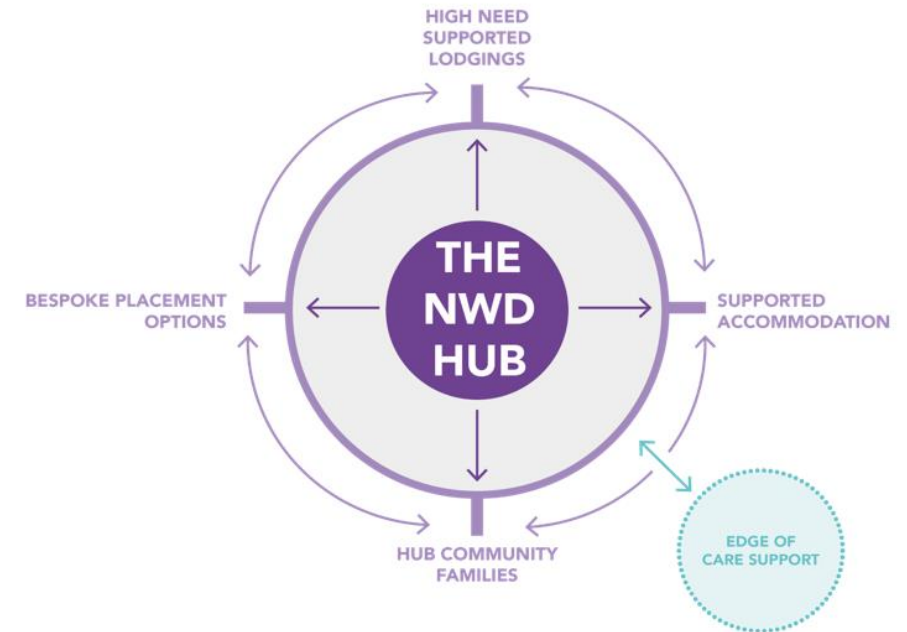 HIGH NEED
SUPPORTED
LODGINGS
THE
NWD
HUB
BESPOKE PLACEMENT
OPTIONS
SUPPORTED
ACCOMMODATION
HUB COMMUNITY
FAMILIES
EDGE OF
CARE SUPPORT